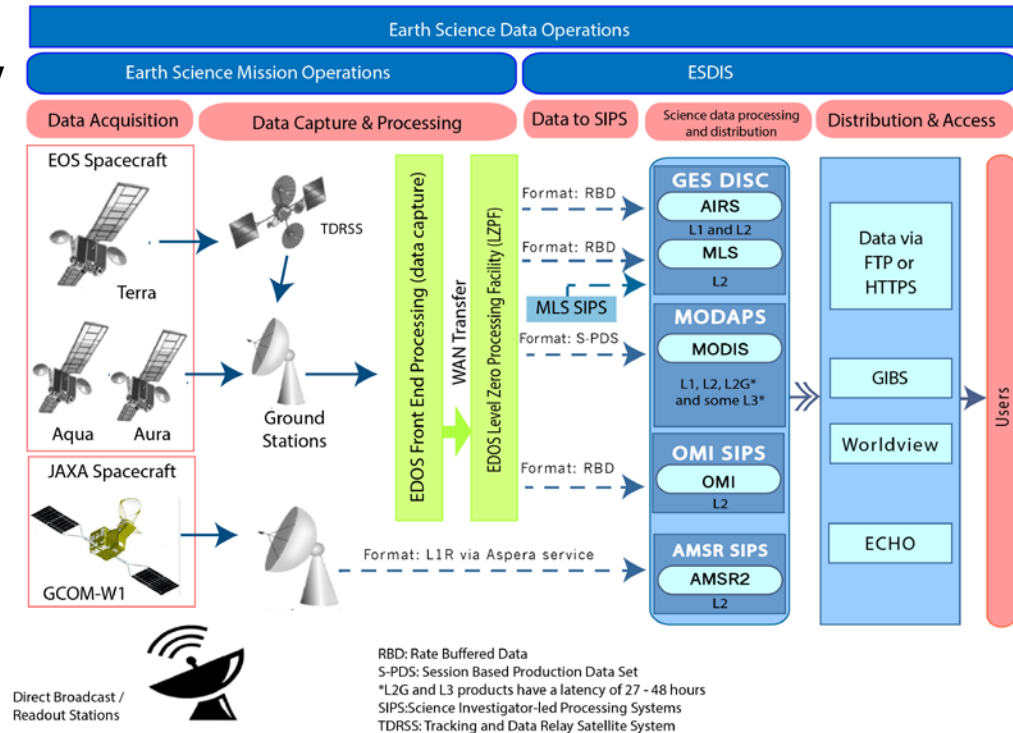 Earth Science Data Operations
y
Earth Science Mission Operations
ESDIS
Data Acquisition
Data Capture & Processing
Data to SIPS
Science data processing
and distribution
Distribution & Access
EOS Spacecraft
Terra
Aqua
Aura
JAXA Spacecraft
GCOM-W1
TDRSS
Ground
Stations
EDOS Front End Processing (data capture)
WAN Transfer
EDOS Level Zero Processing Facility (LZPF)
Format: RBD
Format: RBD
MLS SIPS
Format: S-PDS
Format: RBD
Format: L1R via Aspera service
GES DISC
AIRS
L1 and L2
MLS
L2
MODAPS
MODIS
L1, L2, L2G*
and some L3*
OMI SIPS
OMI
L2
AMSR SIPS
AMSR2
L2
Data via
FTP or
HTTPS
GIBS
Worldview
ECHO
Users
Direct Broadcast /
Readout Stations
RBD: Rate Buffered Data
S-PDS: Session Based Production Data Set
*L2G and L3 products have a latency of 27 - 48 hours
SIPS:Science Investigator-led Processing Systems
TDRSS: Tracking and Data Relay Satellite System